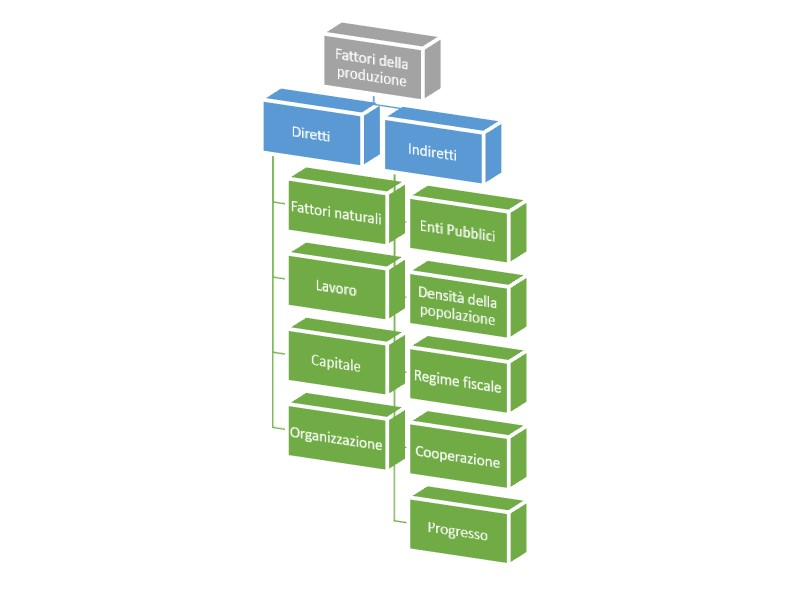 Fattori della
produzione
Diretti
Indiretti
Fattori naturali
Lavoro
Capitale
Organizzazione
Enti Pubblici
Densità della
popolazione
Regime fiscale
Cooperazione
Progresso